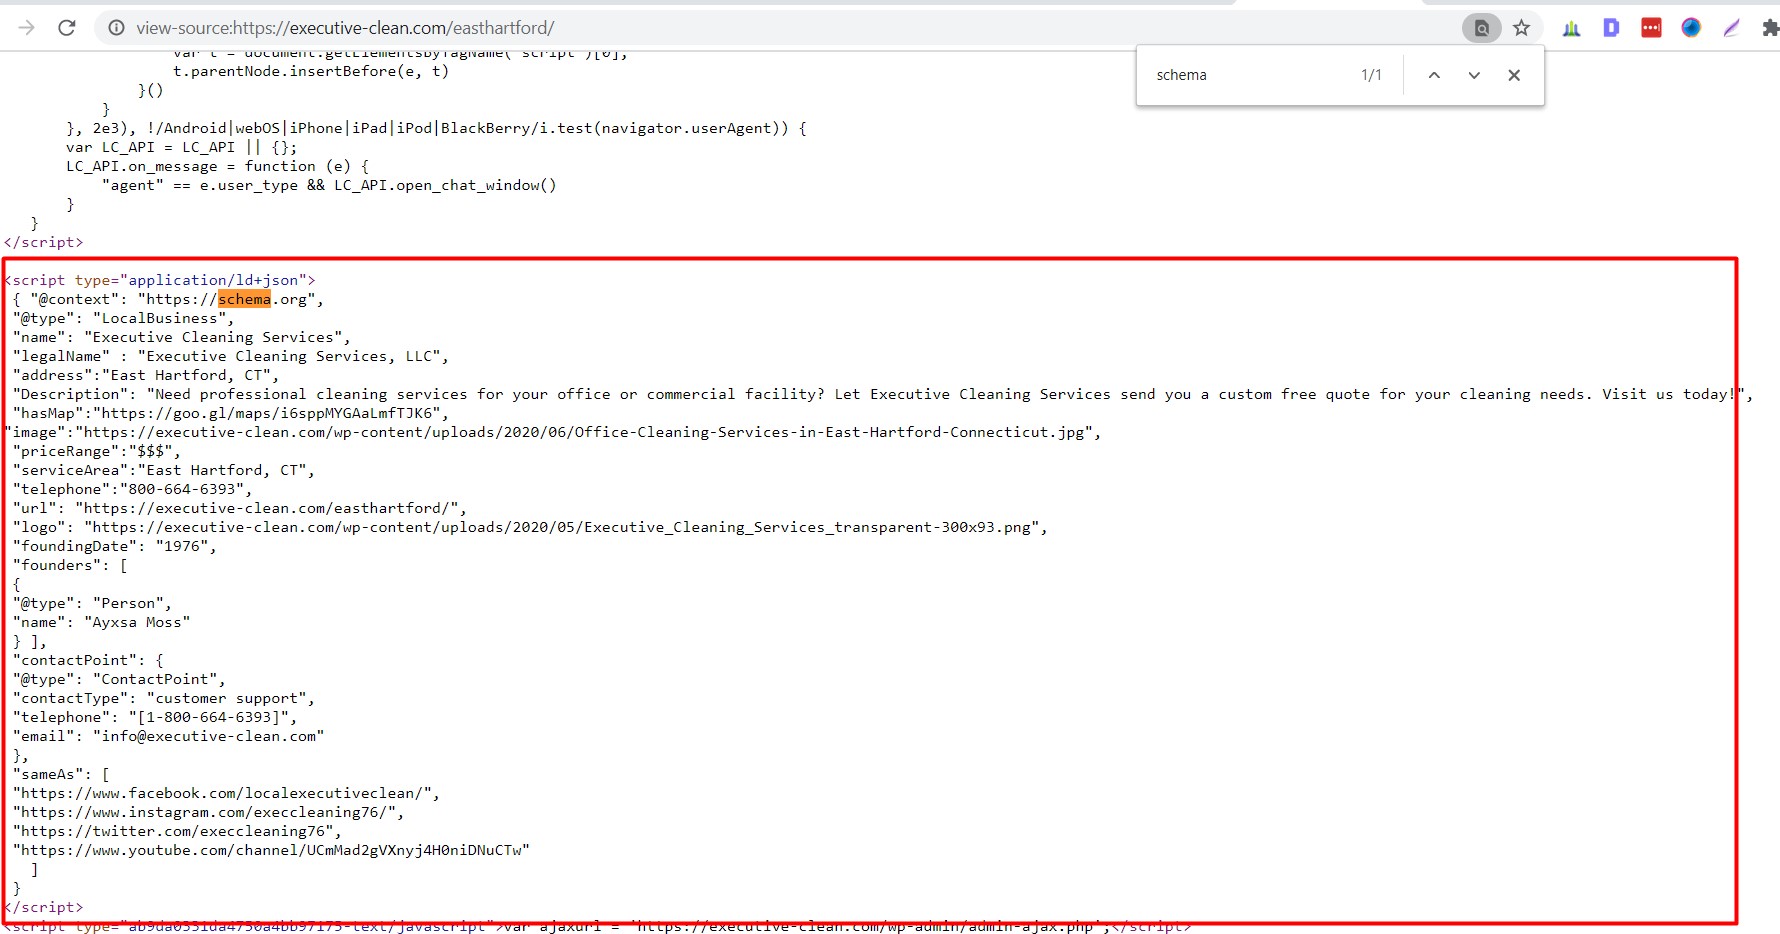 view-source:https://executive-clean.com/easthartford/
schema 1/1
var t = document.getElementsByTagName("script")[0];
t.parentNode.insertBefore(e, t)
}()
}
}, 2e3), !/Android|webOS|iPhone|iPad|iPod|BlackBerry/i.test(navigator.userAgent)) {
var LC_API = LC_API || {};
LC_API.on_message = function (e) {
"agent" == e.user_type && LC_API.open_chat_window()
}
}
</script>
<script type="application/ld+json">
{ "@context": "https://schema.org",
"@type": "LocalBusiness",
"name": "Executive Cleaning Services",
"legalName" : "Executive Cleaning Services, LLC",
"address":"East Hartford, CT",
"Description": "Need professional cleaning services for your office or commercial facility? Let Executive Cleaning Services send you a custom free quote for your cleaning needs. Visit us today!",
"hasMap":"https://goo.gl/maps/i6sppMYGAaLmfTJK6",
"image":"https://executive-clean.com/wp-content/uploads/2020/06/Office-Cleaning-Services-in-East-Hartford-Connecticut.jpg",
"priceRange":"$$$",
"serviceArea":"East Hartford, CT",
"telephone":"800-664-6393",
"url": "https://executive-clean.com/easthartford/",
"logo": "https://executive-clean.com/wp-content/uploads/2020/05/Executive_Cleaning_Services_transparent-300x93.png",
"foundingDate": "1976",
"founders": [
{
"@type": "Person",
"name": "Ayxsa Moss"
} ],
"contactPoint": {
"@type": "ContactPoint",
"contactType": "customer support",
"telephone": "[1-800-664-6393]",
"email": "info@executive-clean.com"
},
"sameAs": [
"https://www.facebook.com/localexecutiveclean/",
"https://www.instagram.com/execcleaning76/",
"https://twitter.com/execcleaning76",
"https://www.youtube.com/channel/UCmMad2gVXnyj4H0niDNuCTw"
]
}
</script>
<script type="ab9da0331da4750a4bb97175-text/javascript">var ajaxurl = "https://executive-clean.com/wp-admin/admin-ajax.php";</script>